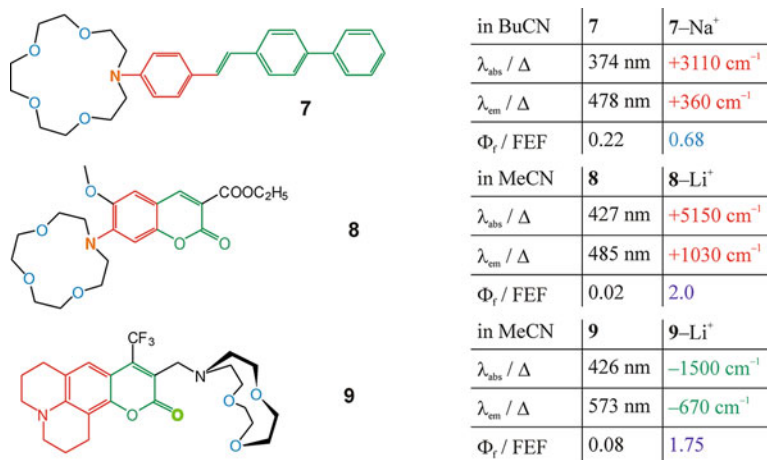 O
O
N
O
O
7
O
COOC₂H₅
N
O
O
8
O
O
O
CF₃
N
O
O
9
O
O
N
O
in BuCN 7 7–Na⁺
λabs / Δ 374 nm +3110 cm⁻¹
λem / Δ 478 nm +360 cm⁻¹
Φf / FEF 0.22 0.68
in MeCN 8 8–Li⁺
λabs / Δ 427 nm +5150 cm⁻¹
λem / Δ 485 nm +1030 cm⁻¹
Φf / FEF 0.02 2.0
in MeCN 9 9–Li⁺
λabs / Δ 426 nm –1500 cm⁻¹
λem / Δ 573 nm –670 cm⁻¹
Φf / FEF 0.08 1.75